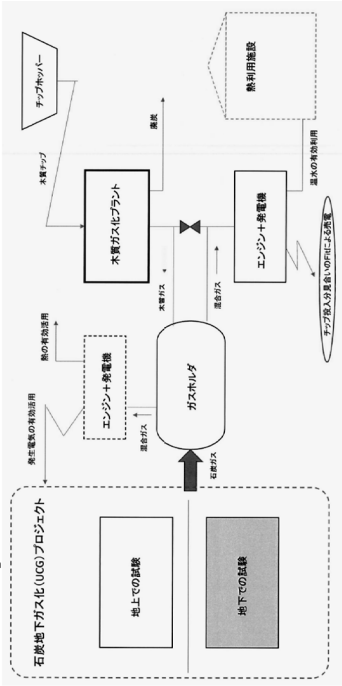 石炭地下ガス化(UCG)プロジェクト
地上での試験
地下での試験
発生電気の有効活用
熱の有効活用
エンジン+発電機
混合ガス
石炭ガス
ガスホルダ
木質ガス
混合ガス
チップホッパー
木質チップ
木質ガス化プラント
廃炭
エンジン+発電機
温水の有効利用
熱利用施設
チップ投入分見合いのFitによる売電